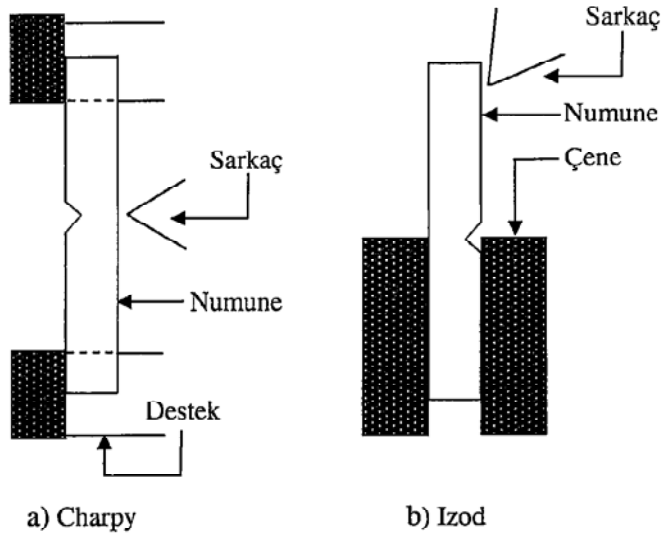 Sarkaç
Numune
Destek
a) Charpy
Sarkaç
Numune
Çene
b) Izod